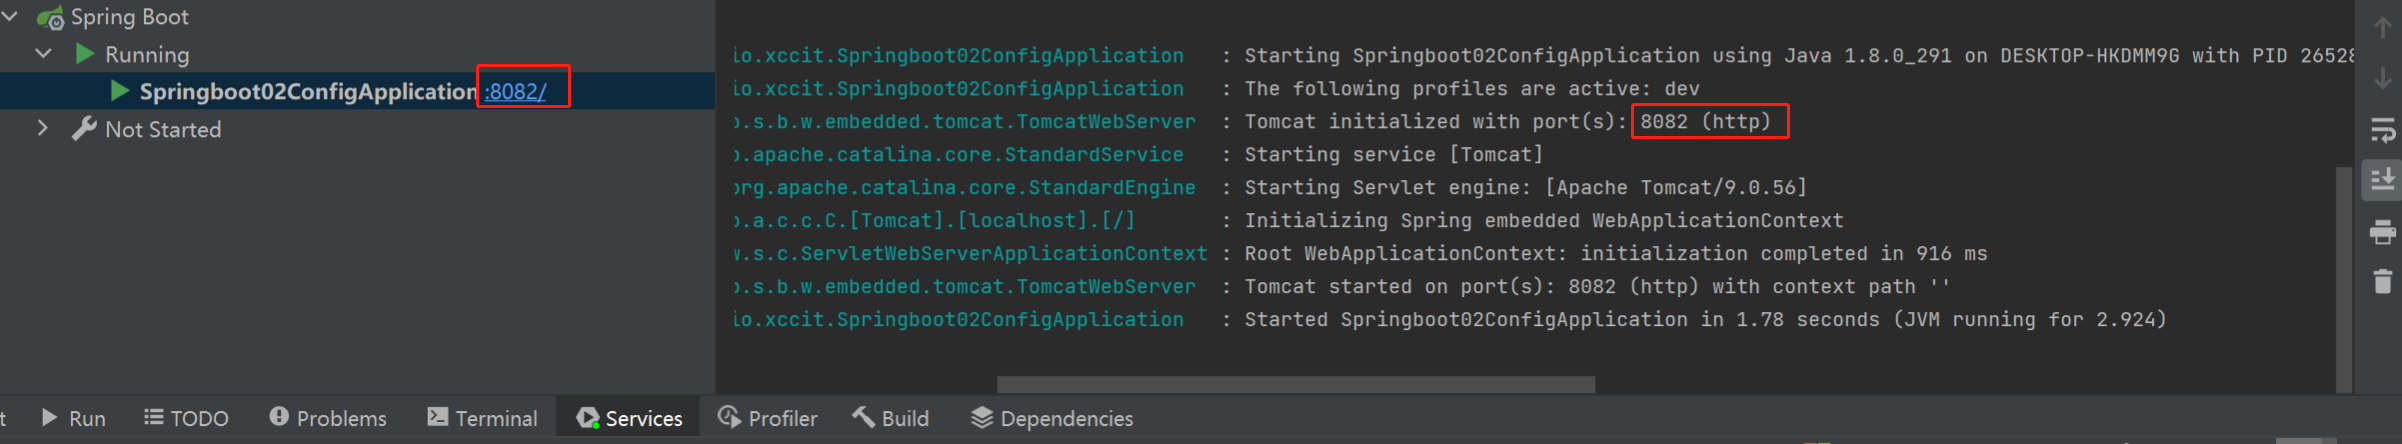 Spring Boot
Running
Springboot02ConfigApplication :8082/
Not Started
io.xccit.Springboot02ConfigApplication : Starting Springboot02ConfigApplication using Java 1.8.0_291 on DESKTOP-HKDMM9G with PID 26528
io.xccit.Springboot02ConfigApplication : The following profiles are active: dev
o.s.b.w.embedded.tomcat.TomcatWebServer : Tomcat initialized with port(s): 8082 (http)
o.apache.catalina.core.StandardService : Starting service [Tomcat]
org.apache.catalina.core.StandardEngine : Starting Servlet engine: [Apache Tomcat/9.0.56]
o.a.c.c.C.[Tomcat].[localhost].[/] : Initializing Spring embedded WebApplicationContext
w.s.c.ServletWebServerApplicationContext : Root WebApplicationContext: initialization completed in 916 ms
o.s.b.w.embedded.tomcat.TomcatWebServer : Tomcat started on port(s): 8082 (http) with context path ''
io.xccit.Springboot02ConfigApplication : Started Springboot02ConfigApplication in 1.78 seconds (JVM running for 2.924)
t Run TODO Problems Terminal Services Profiler Build Dependencies